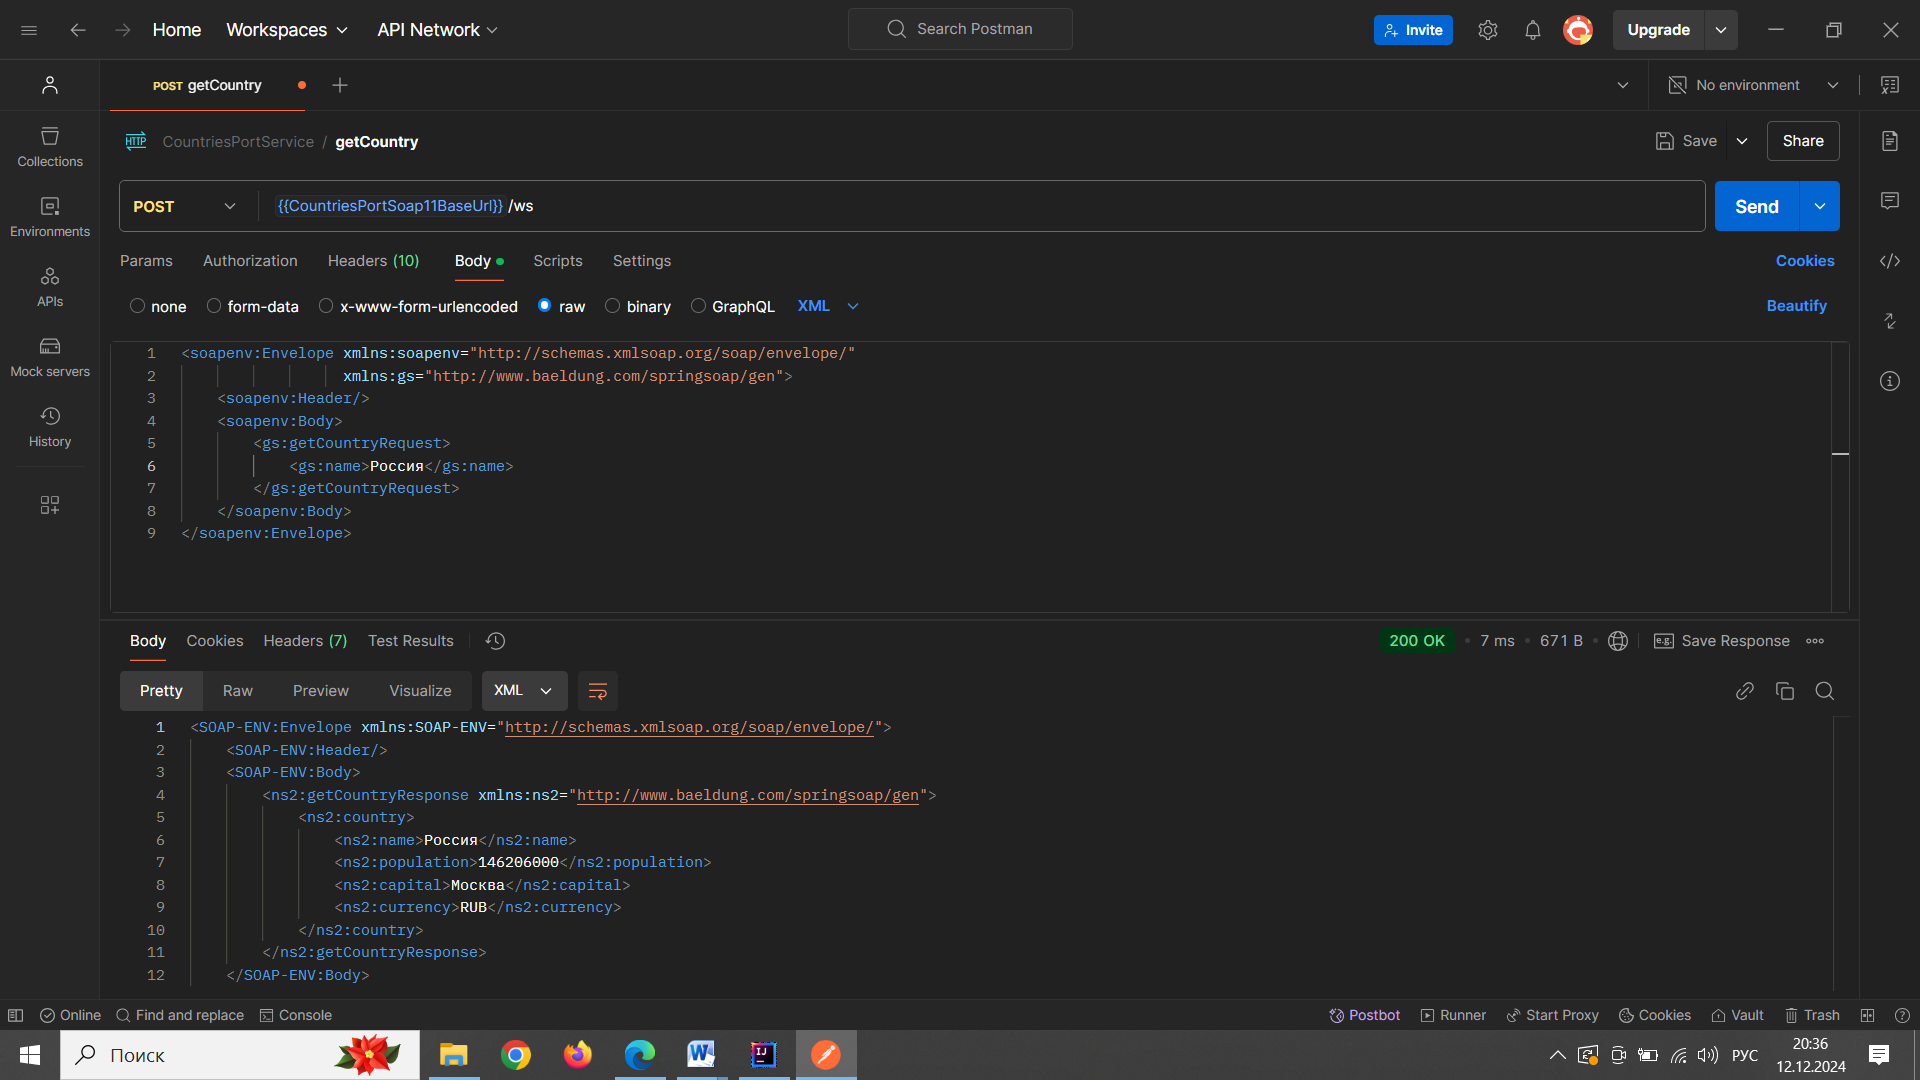 Home Workspaces API Network Search Postman Invite Upgrade
POST getCountry No environment
HTTP CountriesPortService / getCountry Save Share
POST {{CountriesPortSoap11BaseUrl}} /ws Send
Params Authorization Headers (10) Body Scripts Settings Cookies
none form-data x-www-form-urlencoded raw binary GraphQL XML Beautify
1 <soapenv:Envelope xmlns:soapenv="http://schemas.xmlsoap.org/soap/envelope/"
2 xmlns:gs="http://www.baeldung.com/springsoap/gen">
3 <soapenv:Header/>
4 <soapenv:Body>
5 <gs:getCountryRequest>
6 <gs:name>Россия</gs:name>
7 </gs:getCountryRequest>
8 </soapenv:Body>
9 </soapenv:Envelope>
Collections
Environments
APIs
Mock servers
History
Body Cookies Headers (7) Test Results 200 OK 7 ms 671 B e.g. Save Response
Pretty Raw Preview Visualize XML
1 <SOAP-ENV:Envelope xmlns:SOAP-ENV="http://schemas.xmlsoap.org/soap/envelope/">
2 <SOAP-ENV:Header/>
3 <SOAP-ENV:Body>
4 <ns2:getCountryResponse xmlns:ns2="http://www.baeldung.com/springsoap/gen">
5 <ns2:country>
6 <ns2:name>Россия</ns2:name>
7 <ns2:population>146206000</ns2:population>
8 <ns2:capital>Москва</ns2:capital>
9 <ns2:currency>RUB</ns2:currency>
10 </ns2:country>
11 </ns2:getCountryResponse>
12 </SOAP-ENV:Body>
Online Find and replace Console Postbot Runner Start Proxy Cookies Vault Trash
Поиск РУС 20:36
12.12.2024